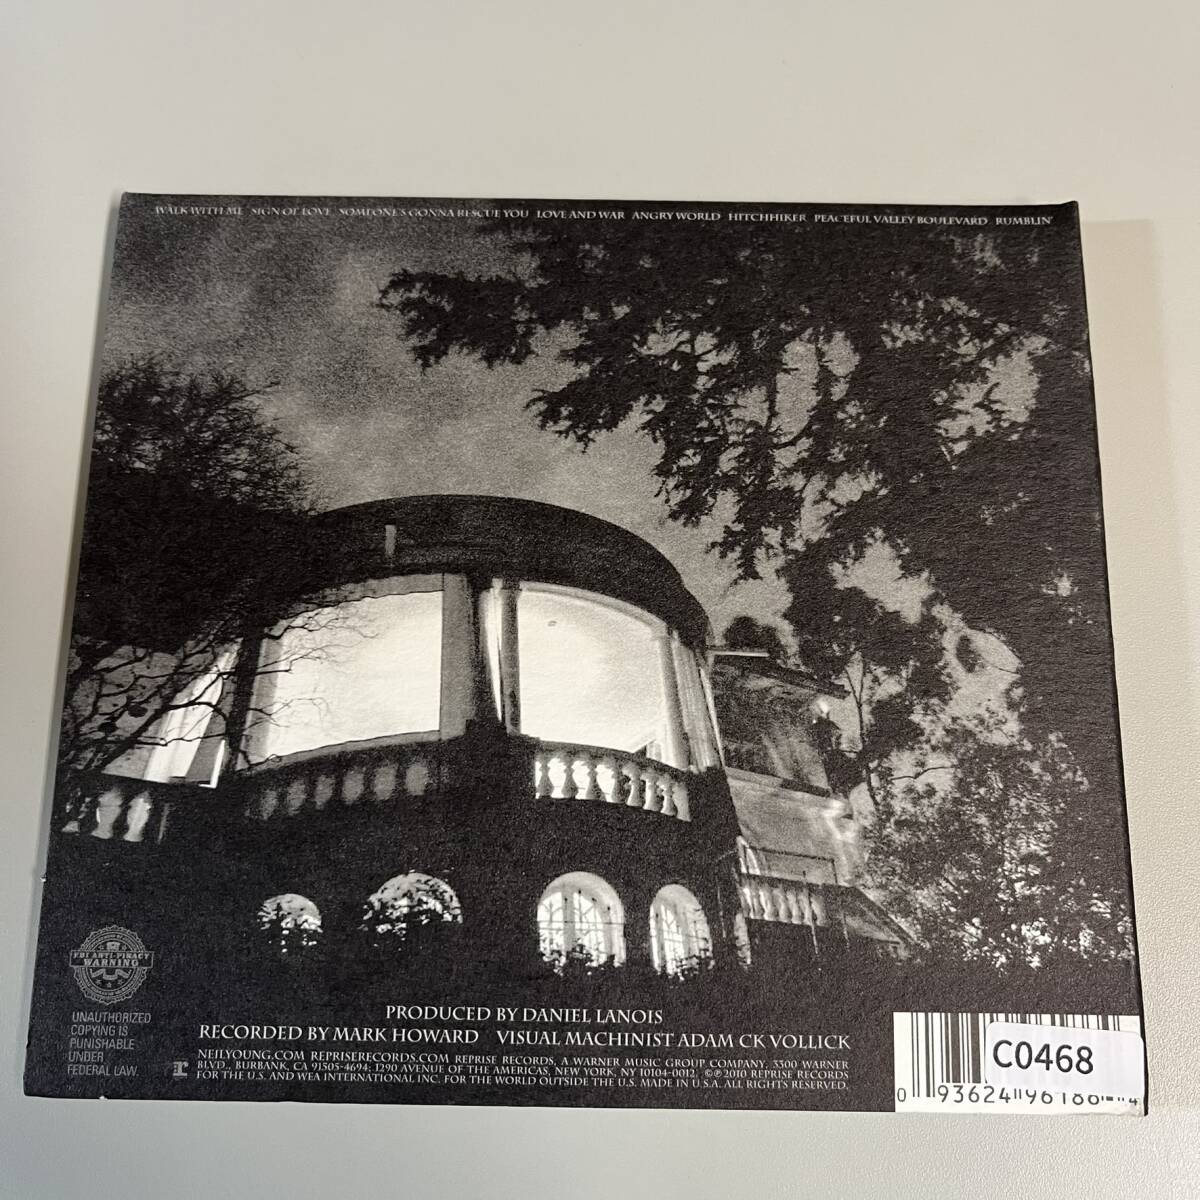 WALK WITH ME SIGN OF LOVE SOMEONE'S GONNA RESCUE YOU LOVE AND WAR ANGRY WORLD HITCHHIKER PEACEFUL VALLEY BOULEVARD RUMBLIN'
FBI ANTI-PIRACY
WARNING
UNAUTHORIZED
COPYING IS
PUNISHABLE
UNDER
FEDERAL LAW.
PRODUCED BY DANIEL LANOIS
RECORDED BY MARK HOWARD VISUAL MACHINIST ADAM CK VOLLICK
r
NEILYOUNG.COM REPRISERECORDS.COM REPRISE RECORDS, A WARNER MUSIC GROUP COMPANY, 3300 WARNER
BLVD., BURBANK, CA 91505-4694; 1290 AVENUE OF THE AMERICAS, NEW YORK, NY 10104-0012. ©℗2010 REPRISE RECORDS
FOR THE U.S. AND WEA INTERNATIONAL INC. FOR THE WORLD OUTSIDE THE U.S. MADE IN U.S.A. ALL RIGHTS RESERVED.
C0468
0 93624 96186 4